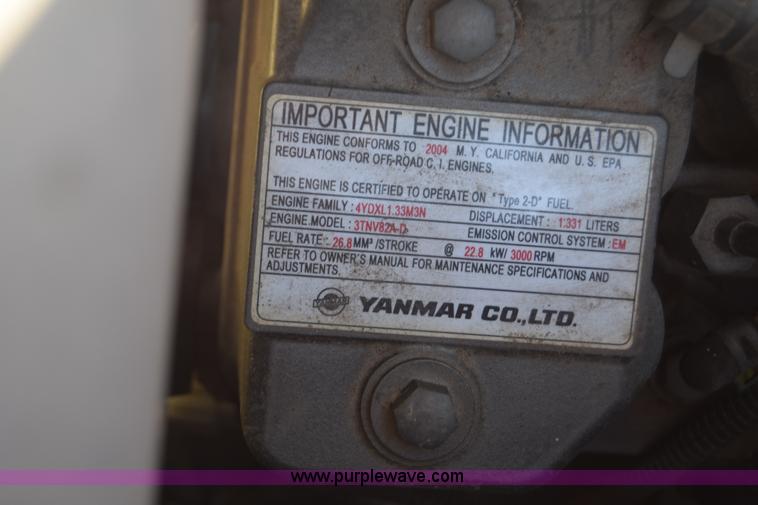 IMPORTANT ENGINE INFORMATION
THIS ENGINE CONFORMS TO 2004 M. Y. CALIFORNIA AND U. S. EPA
REGULATIONS FOR OFF-ROAD C. I. ENGINES.
THIS ENGINE IS CERTIFIED TO OPERATE ON "Type 2-D" FUEL
ENGINE FAMILY : 4YDXL1.33M3N DISPLACEMENT : 1.331 LITERS
ENGINE MODEL : 3TNV82A-D EMISSION CONTROL SYSTEM : EM
FUEL RATE : 26.8 MM³/STROKE @ 22.8 kW/ 3000 RPM
REFER TO OWNER'S MANUAL FOR MAINTENANCE SPECIFICATIONS AND
ADJUSTMENTS.
YANMAR YANMAR CO.,LTD.
www.purplewave.com